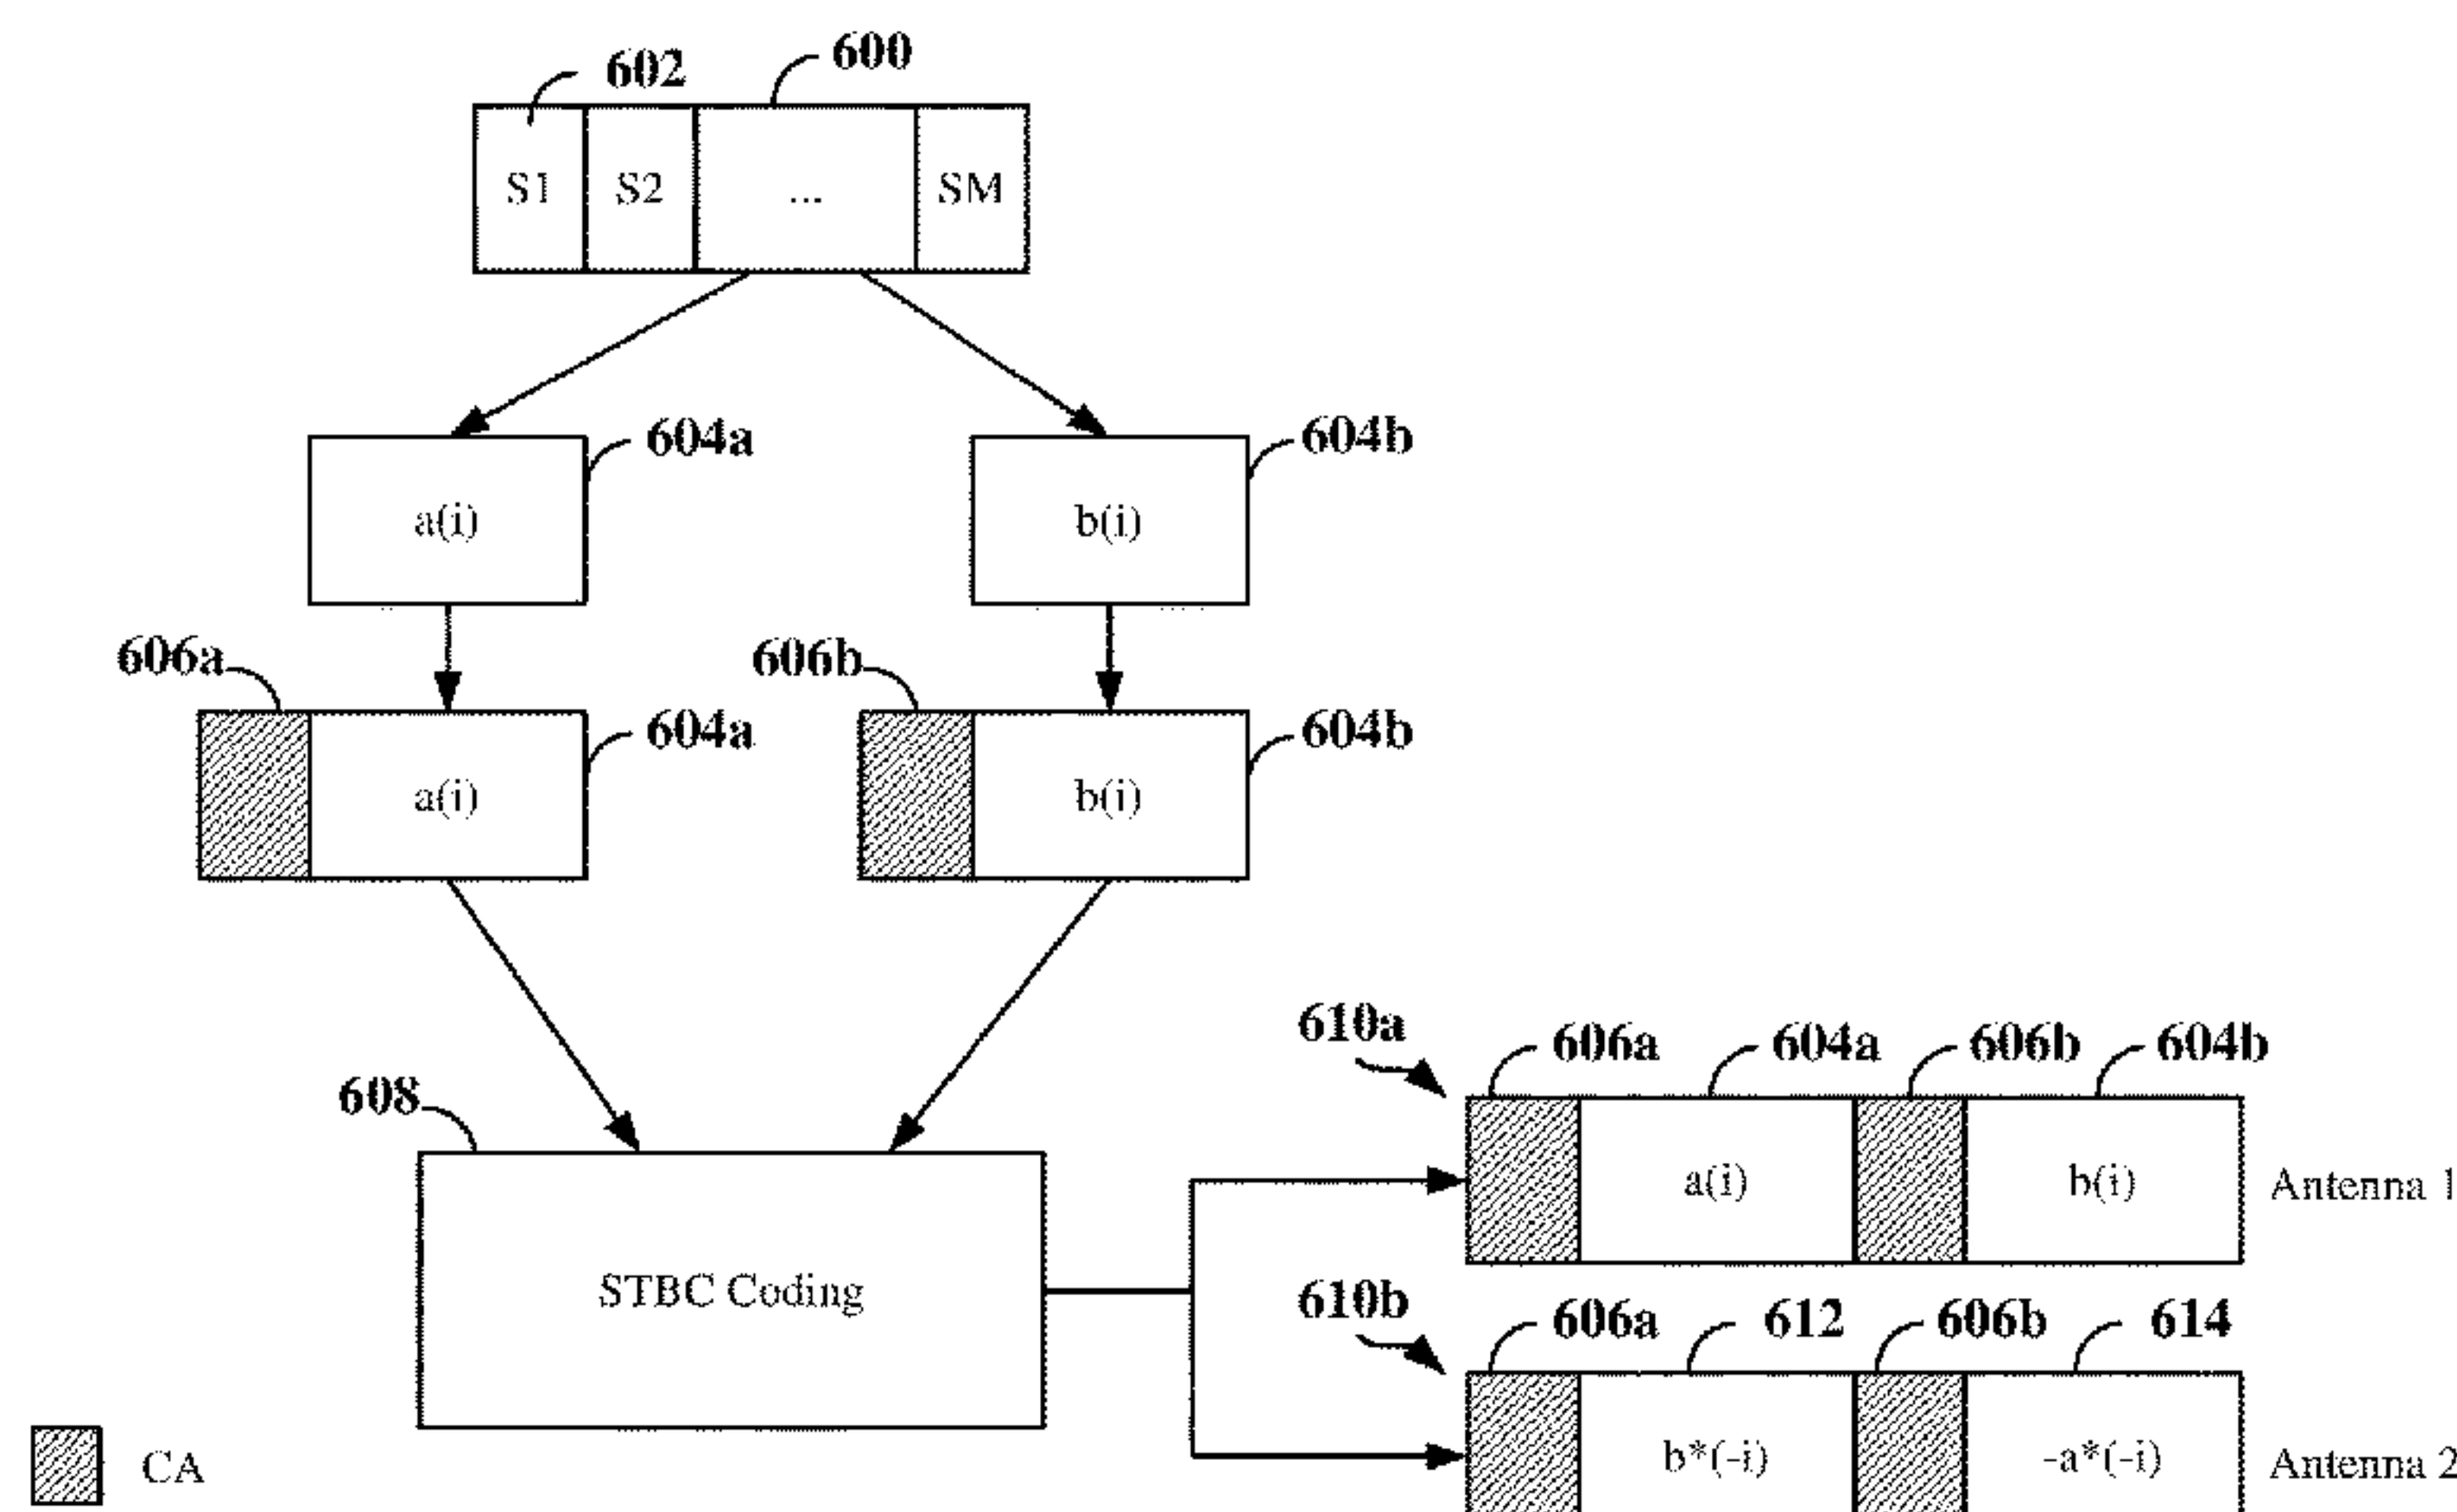 602
600
S1 S2 ... SM
604a
604b
a(i)
b(i)
606a
606b
604a
604b
a(i)
b(i)
610a
606a 604a 606b 604b
608
a(i) b(i) Antenna 1
STBC Coding
610b
606a 612 606b 614
CA
b*(-i) -a*(-i) Antenna 2